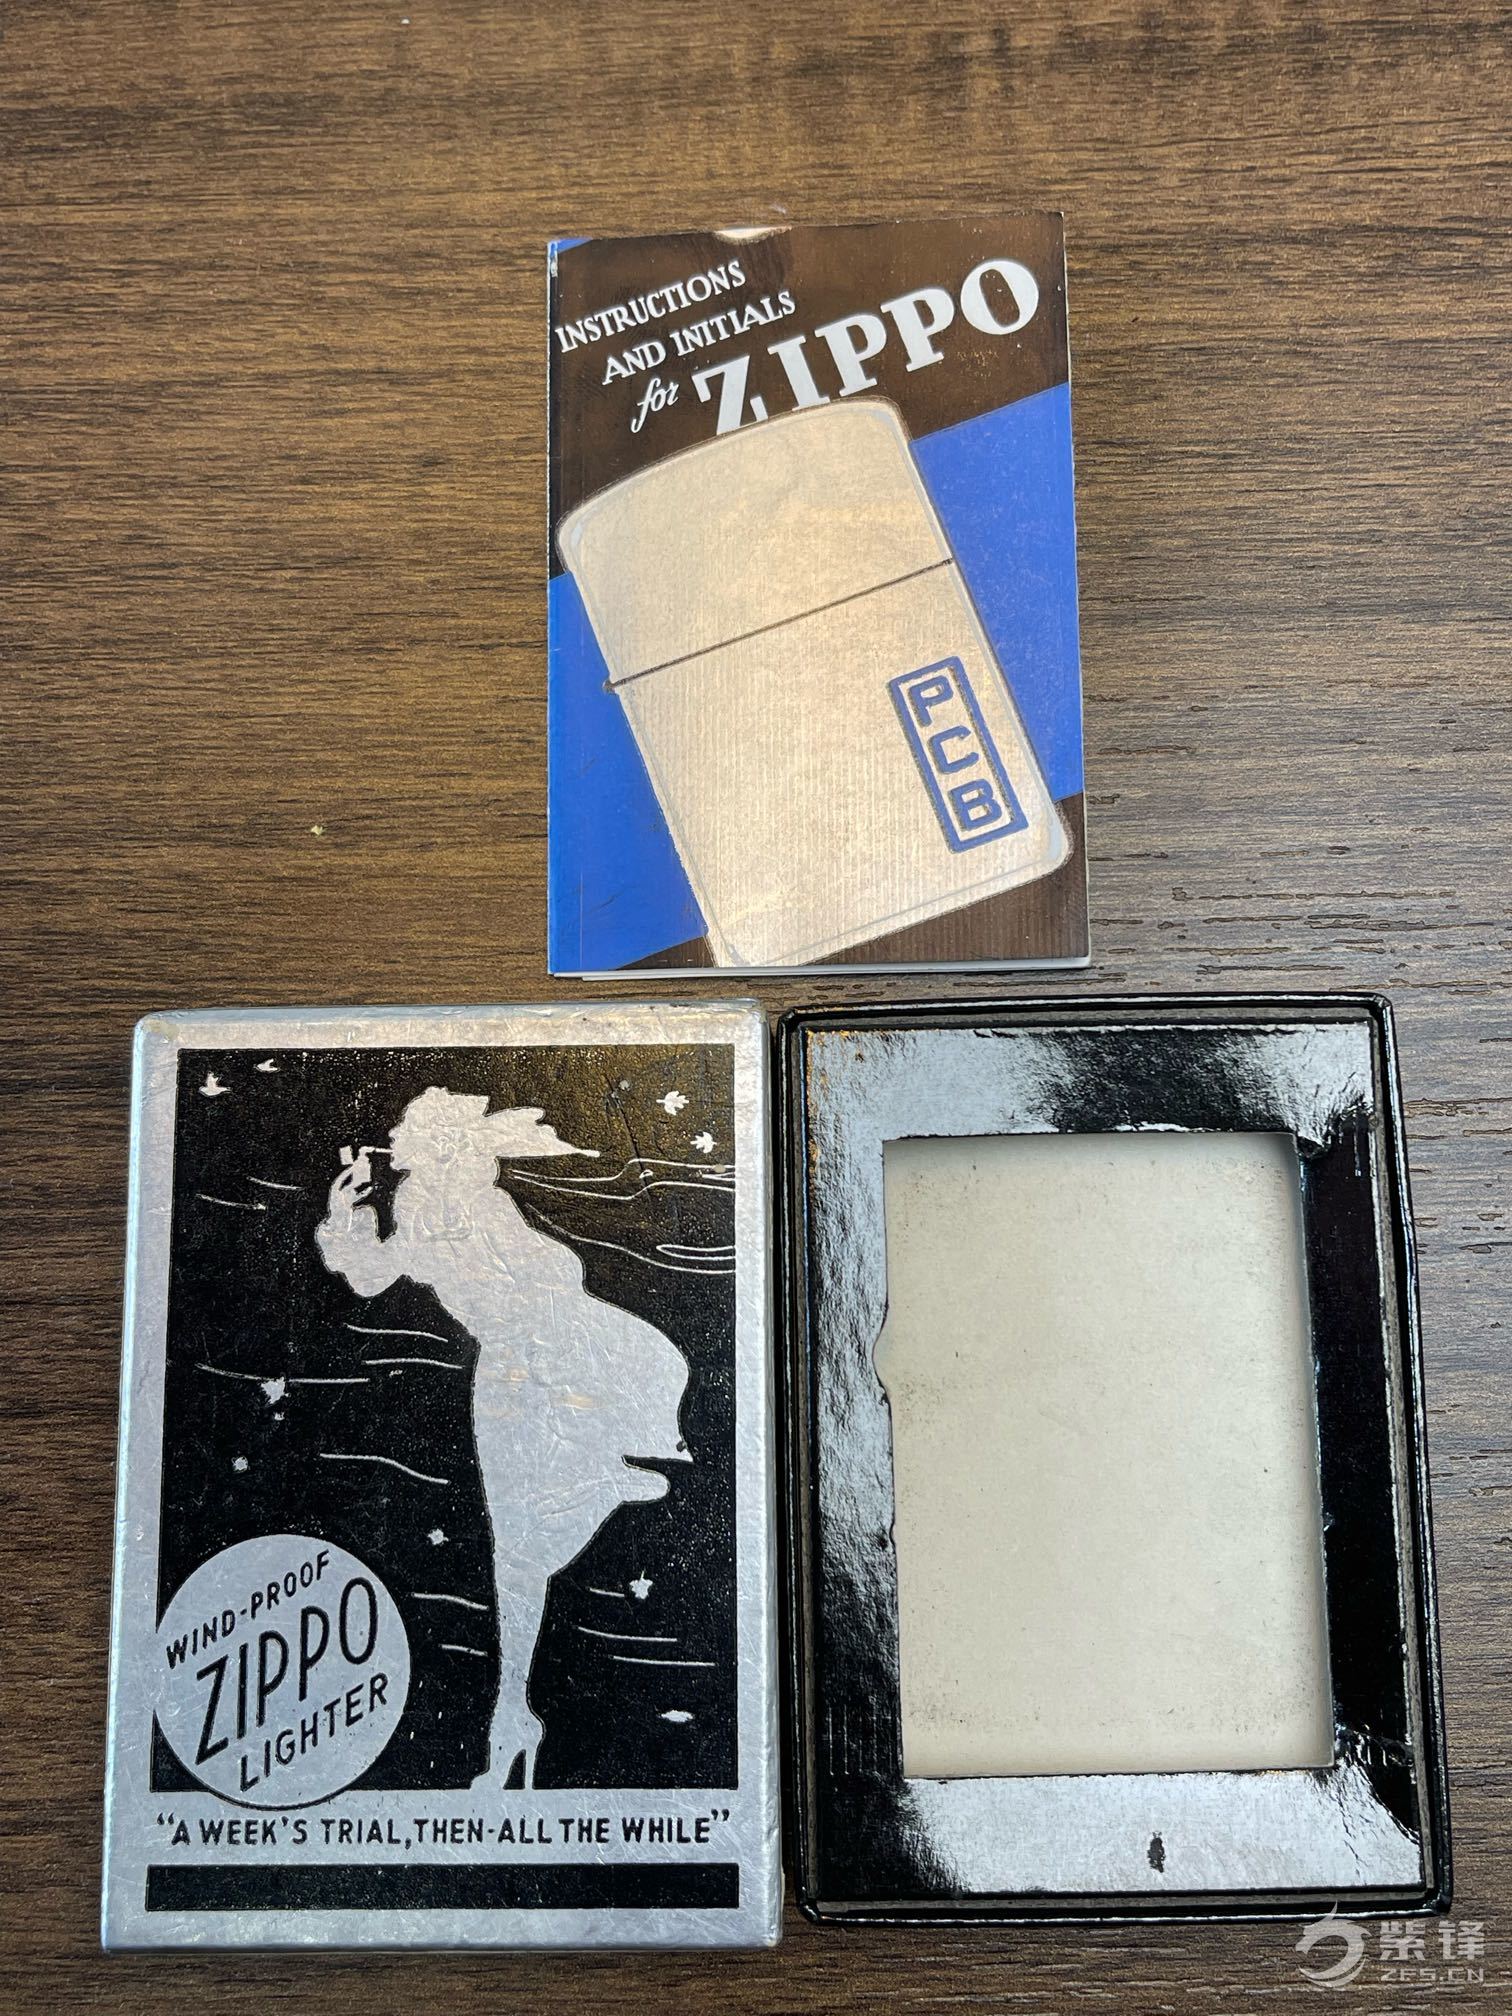 INSTRUCTIONS
AND INITIALS
for ZIPPO
PCB
WIND-PROOF
ZIPPO
LIGHTER
"A WEEK'S TRIAL, THEN-ALL THE WHILE"
紫锋
ZFS.CN